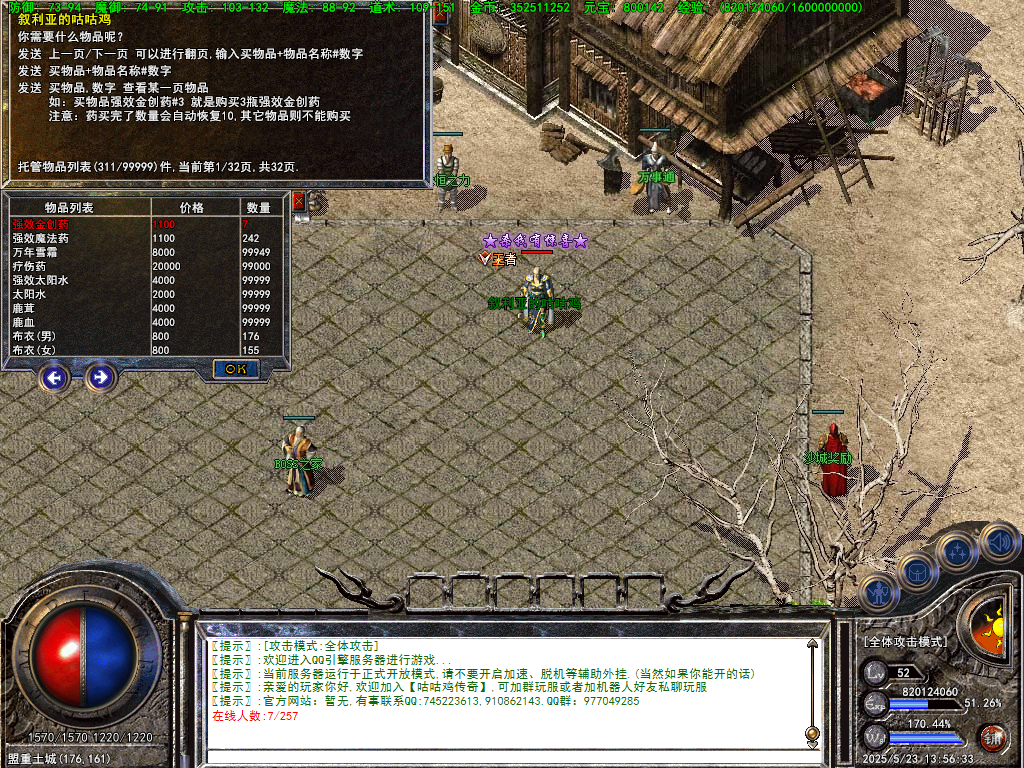 防御: 73-94 魔御: 74-91 攻击: 103-132 魔法: 88-92 道术: 109-151 金币: 352511252 元宝: 800142 经验: (820124060/1600000000)
叙利亚的咕咕鸡
你需要什么物品呢?
发送 上一页/下一页 可以进行翻页,输入买物品+物品名称#数字
发送 买物品+物品名称#数字
发送 买物品,数字 查看某一页物品
如: 买物品强效金创药#3 就是购买3瓶强效金创药
注意: 药买完了数量会自动恢复10,其它物品则不能购买
托管物品列表(311/99999)件,当前第1/32页,共32页.
物品列表 价格 数量
强效金创药 1100 7
强效魔法药 1100 242
万年雪霜 8000 99949
疗伤药 20000 99000
强效太阳水 4000 99999
太阳水 2000 99999
鹿茸 4000 99999
鹿血 4000 99999
布衣(男) 800 176
布衣(女) 800 155
OK
恒之力
万事通
★杀我有惊喜★
王者
BOSS之家
沙城奖励
〖提示〗:[攻击模式:全体攻击]
〖提示〗:欢迎进入QQ引擎服务器进行游戏...
〖提示〗:当前服务器运行于正式开放模式,请不要开启加速、脱机等辅助外挂.(当然如果你能开的话)
〖提示〗:亲爱的玩家你好,欢迎加入【咕咕鸡传奇】,可加群玩服或者加机器人好友私聊玩服
〖提示〗:官方网站: 暂无,有事联系QQ:745223613,910862143.QQ群: 977049285
在线人数:7/257
[全体攻击模式]
Lv 52
820124060
Exp 51.26%
170.44%
W
1570/1570 1220/1220
盟重土城(176,161)
2025/5/23 13:56:33